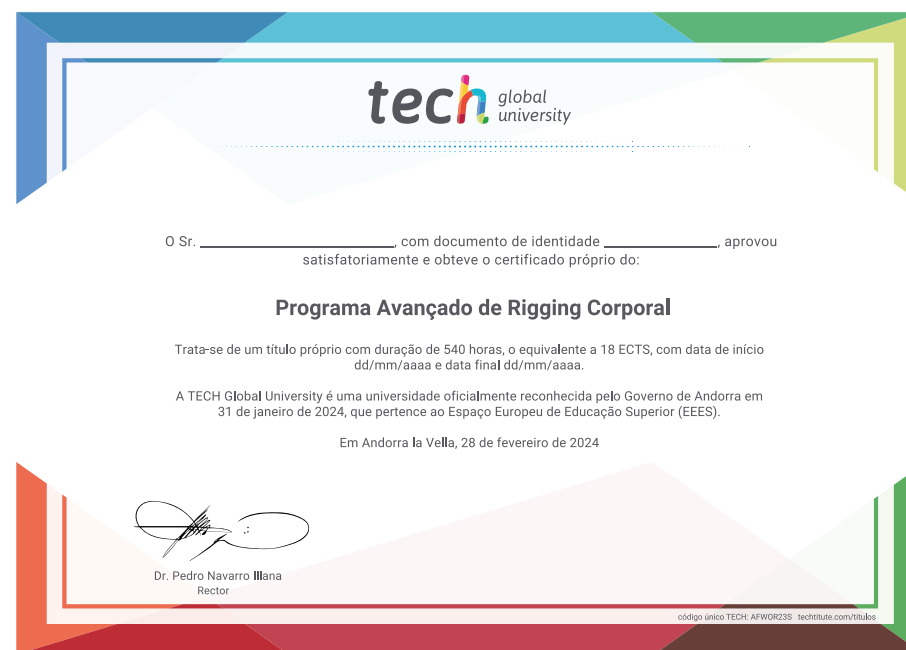 tech global
university
O Sr. ____________________, com documento de identidade ____________, aprovou
satisfatoriamente e obteve o certificado próprio do:
Programa Avançado de Rigging Corporal
Trata-se de um título próprio com duração de 540 horas, o equivalente a 18 ECTS, com data de início
dd/mm/aaaa e data final dd/mm/aaaa.
A TECH Global University é uma universidade oficialmente reconhecida pelo Governo de Andorra em
31 de janeiro de 2024, que pertence ao Espaço Europeu de Educação Superior (EEES).
Em Andorra la Vella, 28 de fevereiro de 2024
Dr. Pedro Navarro Illana
Rector
código único TECH: AFWOR23S techtitute.com/titulos